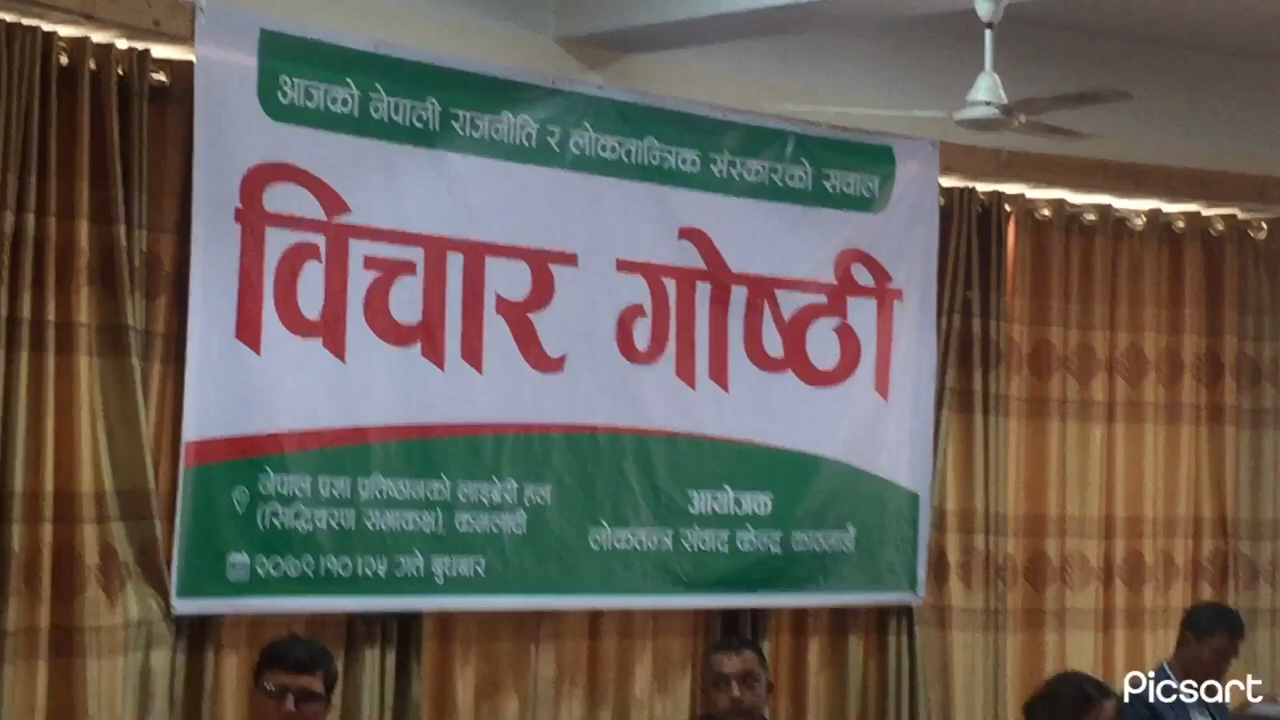 आजको नेपाली राजनीति र लोकतान्त्रिक संस्कारको सवाल
विचार गोष्ठी
नेपाल प्रज्ञा प्रतिष्ठानको लाइब्रेरी हल
(सिद्धिचरण सभाकक्ष), कमलादी
२०७९।१०।२५ गते बुधबार
आयोजक
लोकतन्त्र संवाद केन्द्र, काठमाडौं
Picsart